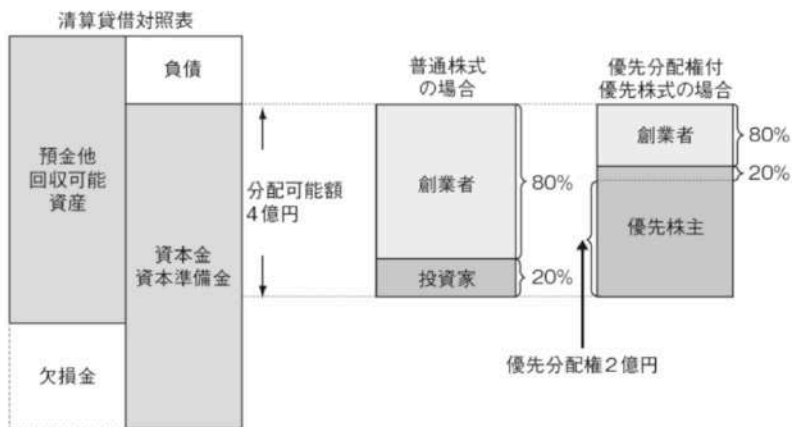 清算貸借対照表
負債
預金他
回収可能
資産
資本金
資本準備金
欠損金
分配可能額
4億円
普通株式
の場合
創業者
80%
投資家
20%
優先分配権付
優先株式の場合
創業者
80%
20%
優先株主
優先分配権2億円